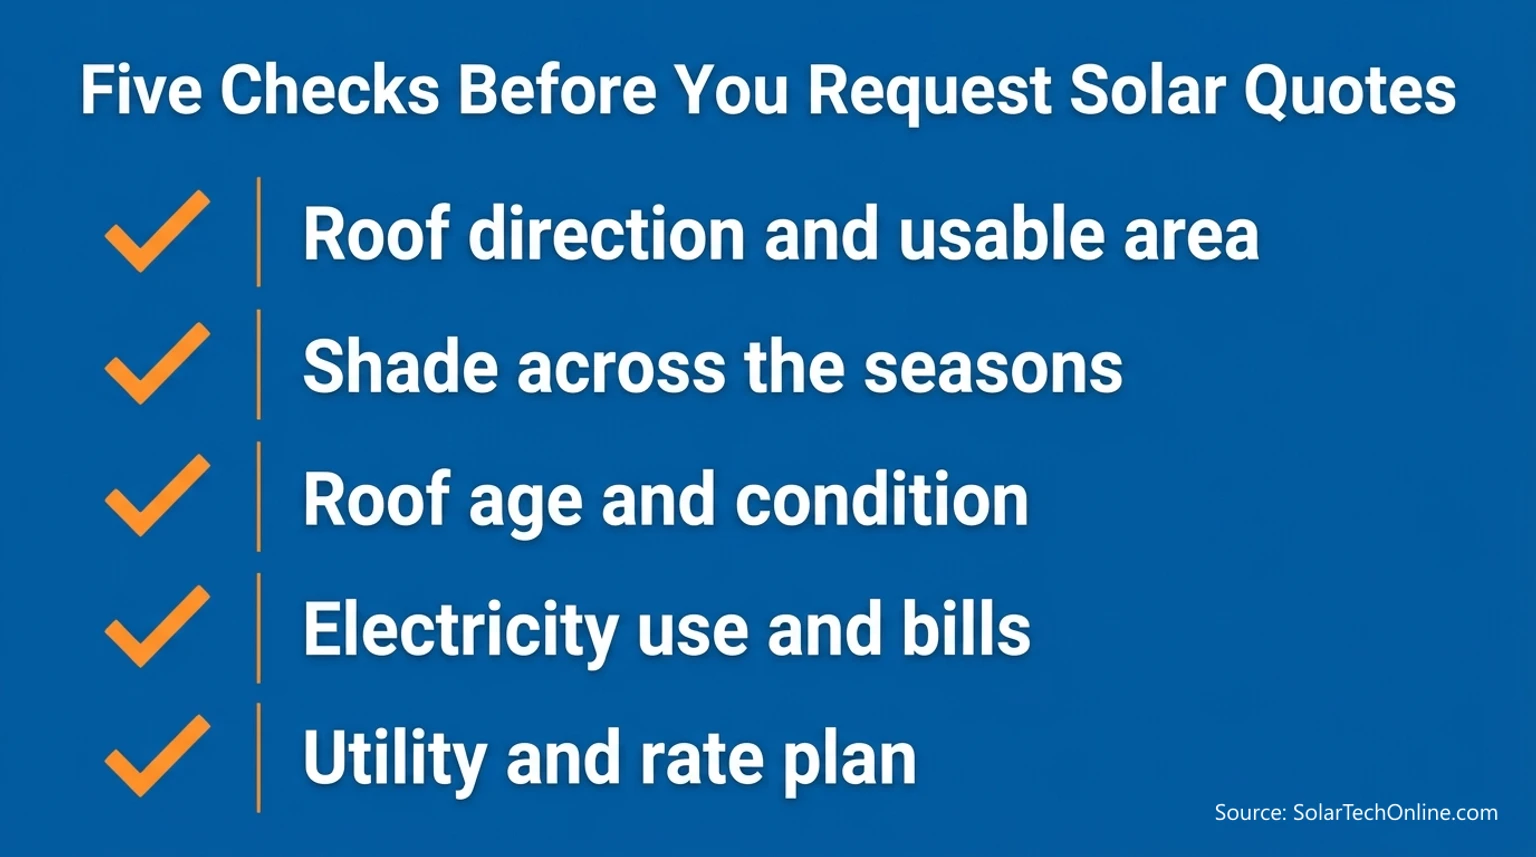 Five Checks Before You Request Solar Quotes
Roof direction and usable area
Shade across the seasons
Roof age and condition
Electricity use and bills
Utility and rate plan
Source: SolarTechOnline.com